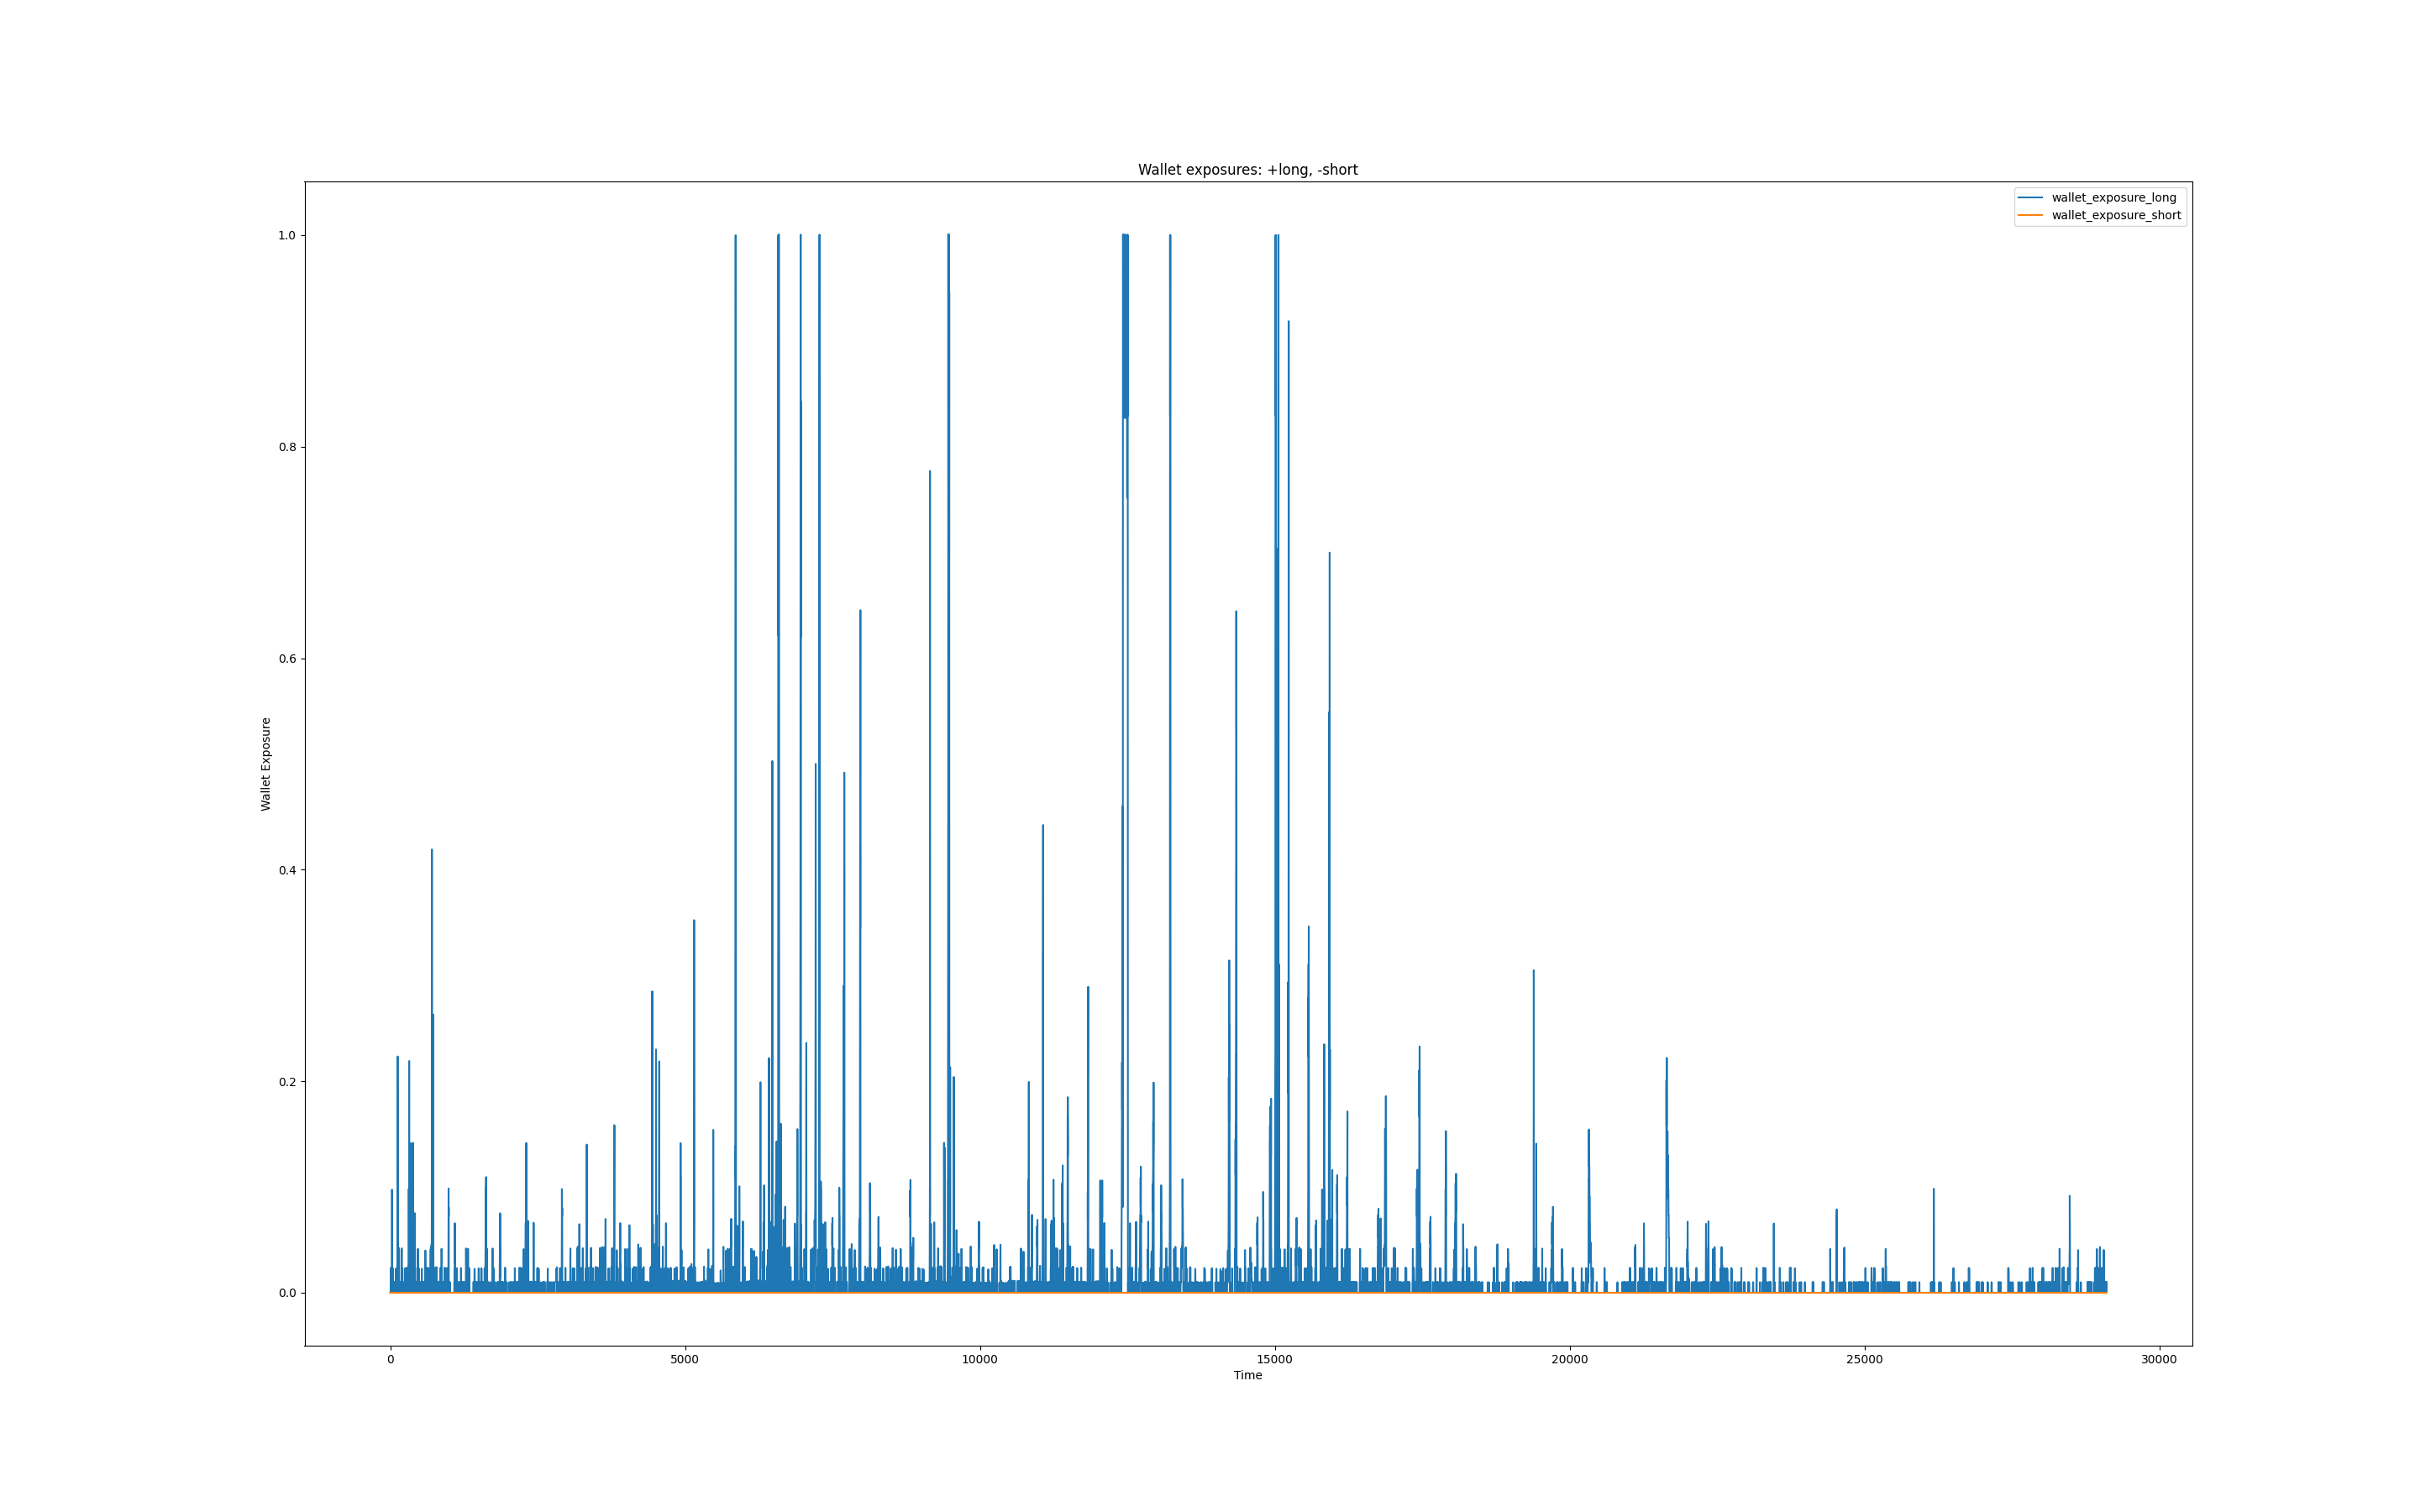 Wallet exposures: +long, -short
wallet_exposure_long
wallet_exposure_short
1.0
0.8
0.6
0.4
0.2
0.0
Wallet Exposure
0 5000 10000 15000 20000 25000 30000
Time